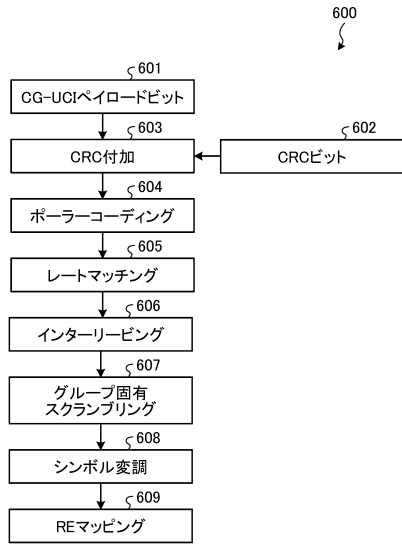 600
601
CG-UCIペイロードビット
603
602
CRC付加
CRCビット
604
ポーラーコーディング
605
レートマッチング
606
インターリービング
607
グループ固有
スクランブリング
608
シンボル変調
609
REマッピング